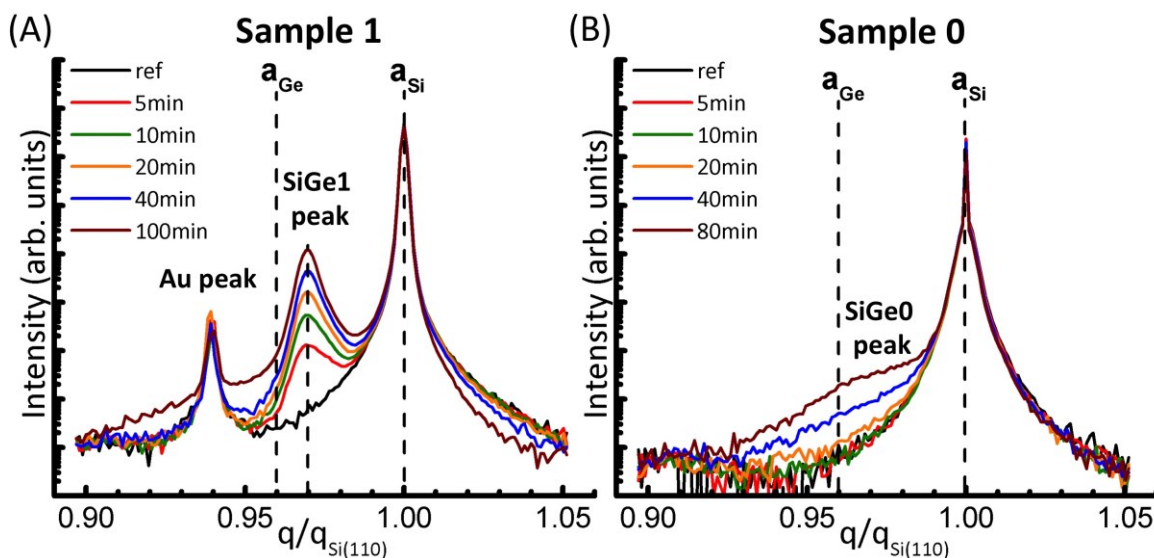 (A)
Sample 1
Intensity (arb. units)
ref
5min
10min
20min
40min
100min
a_Ge
a_Si
SiGe1
peak
Au peak
0.90
0.95
1.00
1.05
q/q_Si(110)
(B)
Sample 0
Intensity (arb. units)
ref
5min
10min
20min
40min
80min
a_Ge
a_Si
SiGe0
peak
0.90
0.95
1.00
1.05
q/q_Si(110)